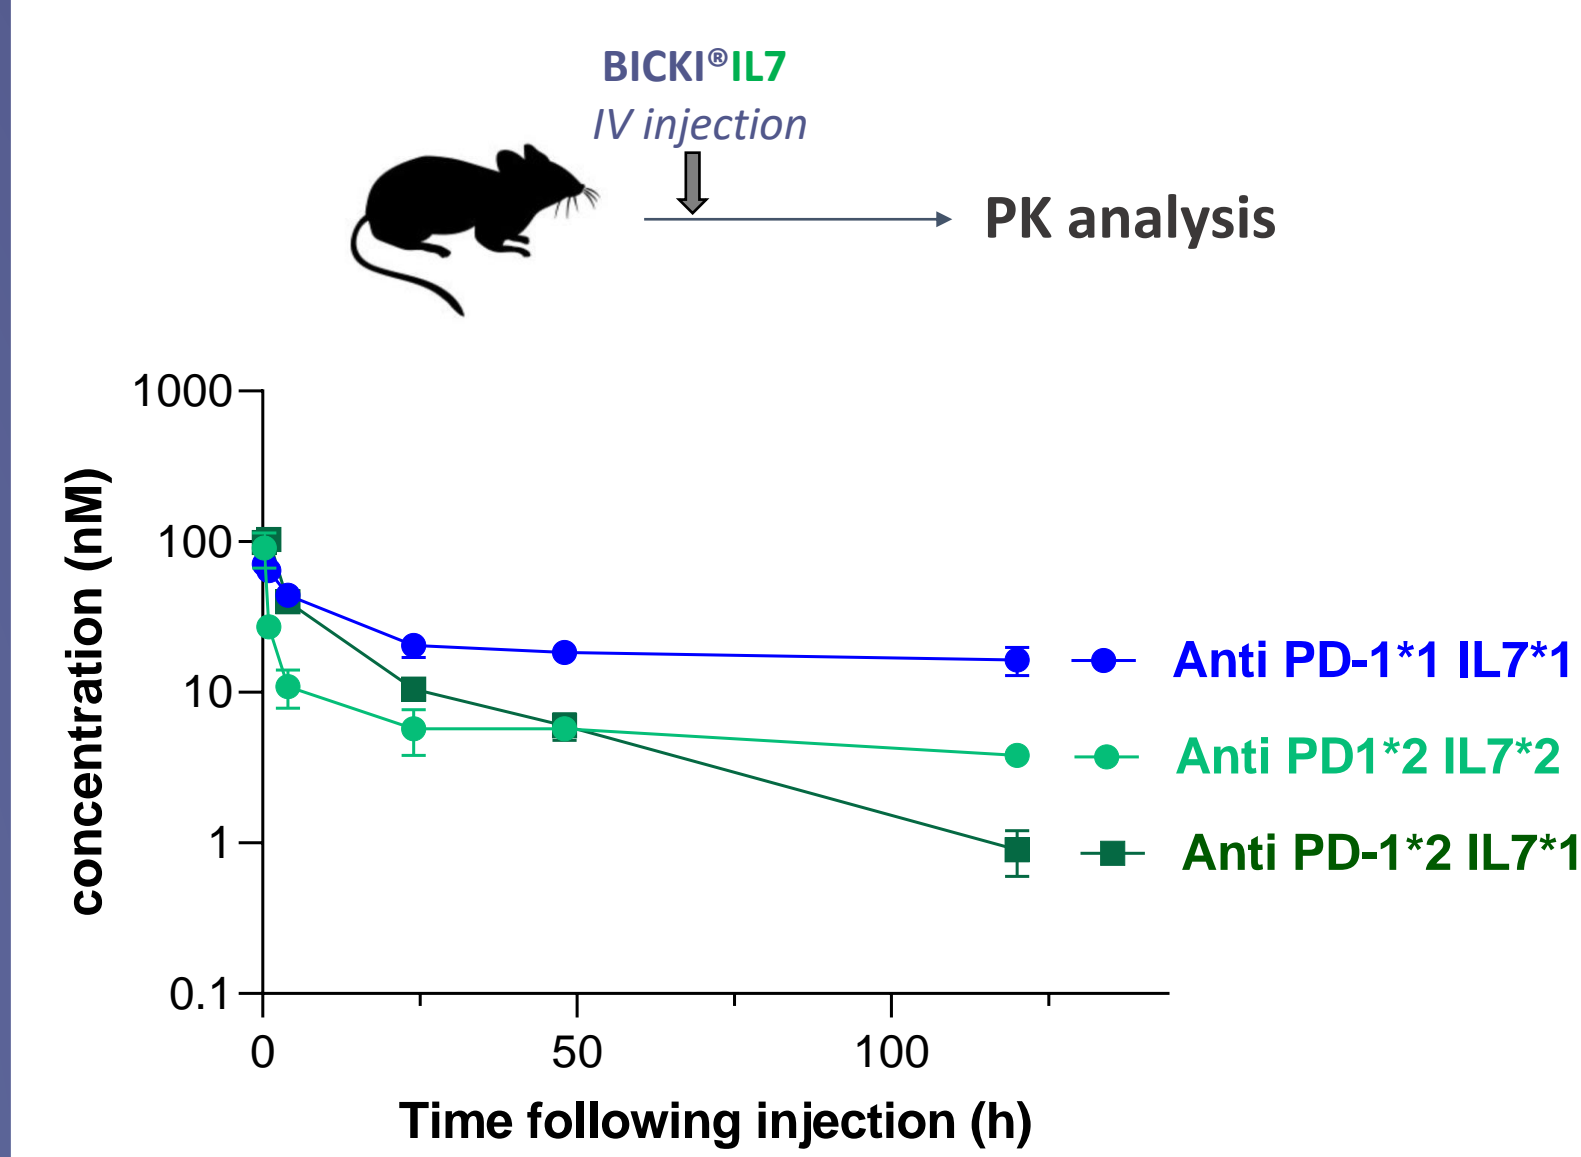 BICKI®IL7
IV injection
PK analysis
1000
100
10
1
0.1
concentration (nM)
0
50
100
Time following injection (h)
Anti PD-1*1 IL7*1
Anti PD1*2 IL7*2
Anti PD-1*2 IL7*1